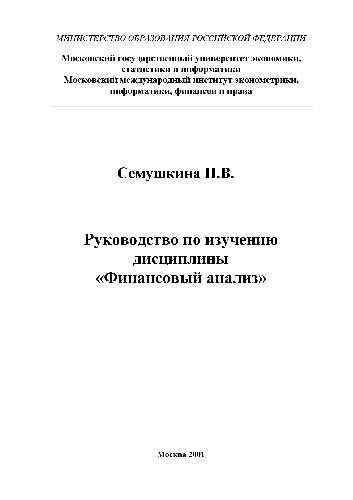 МИНИСТЕРСТВО ОБРАЗОВАНИЯ РОССИЙСКОЙ ФЕДЕРАЦИИ
Московский государственный университет экономики,
статистики и информатики
Московский международный институт эконометрики,
информатики, финансов и права
Семушкина И.В.
Руководство по изучению
дисциплины
«Финансовый анализ»
Москва 2001